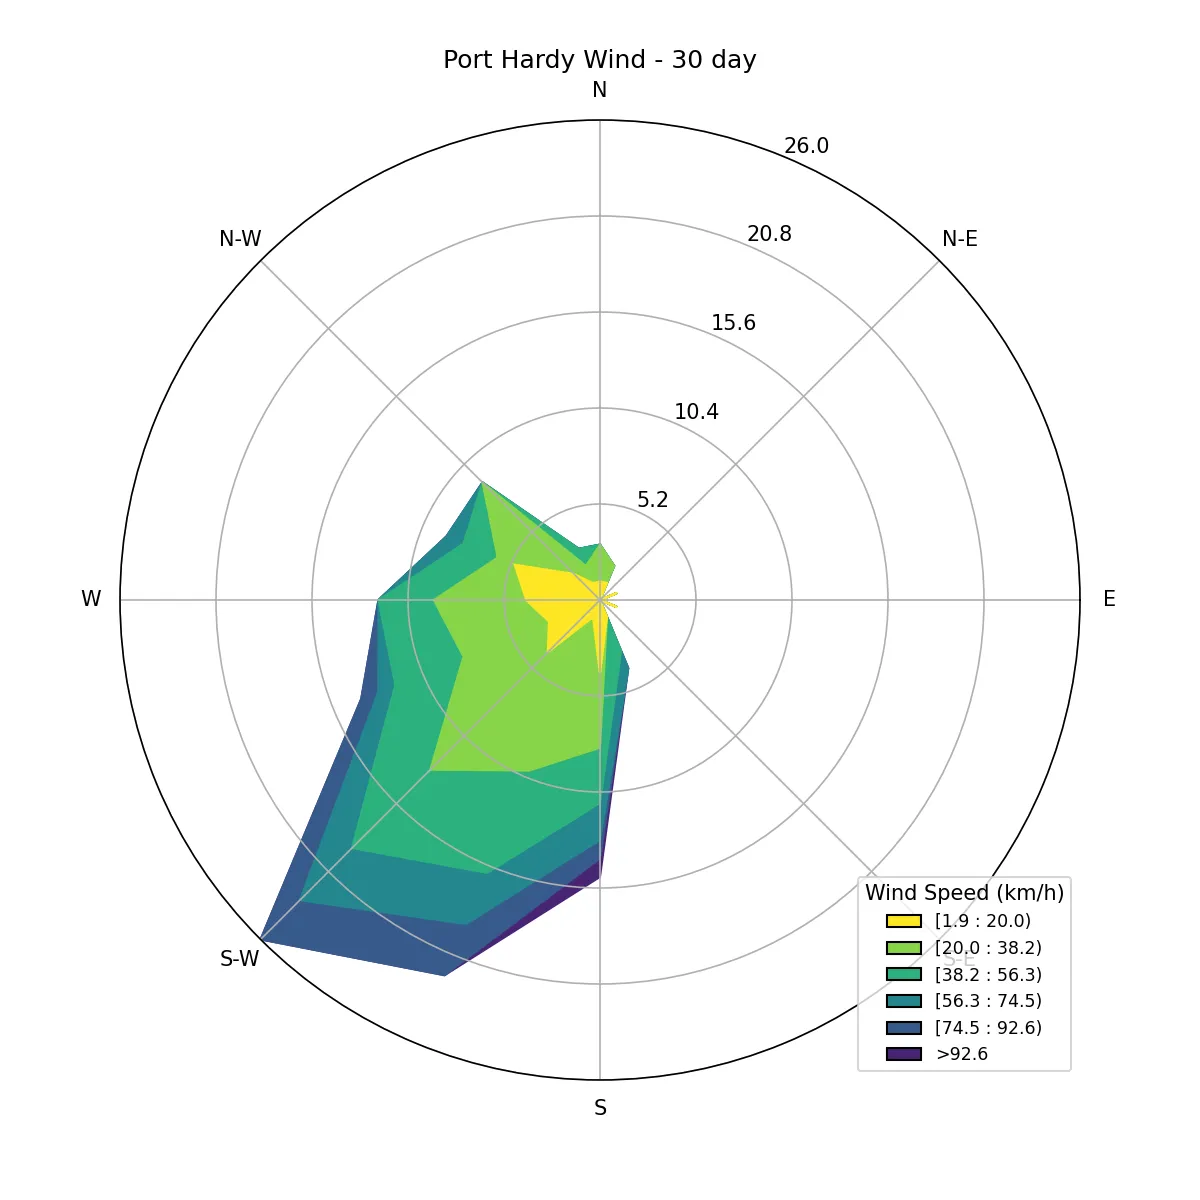 Port Hardy Wind - 30 day
N
26.0
N-W
N-E
20.8
15.6
10.4
5.2
W
E
S-W
S-E
S
Wind Speed (km/h)
[1.9 : 20.0)
[20.0 : 38.2)
[38.2 : 56.3)
[56.3 : 74.5)
[74.5 : 92.6)
>92.6